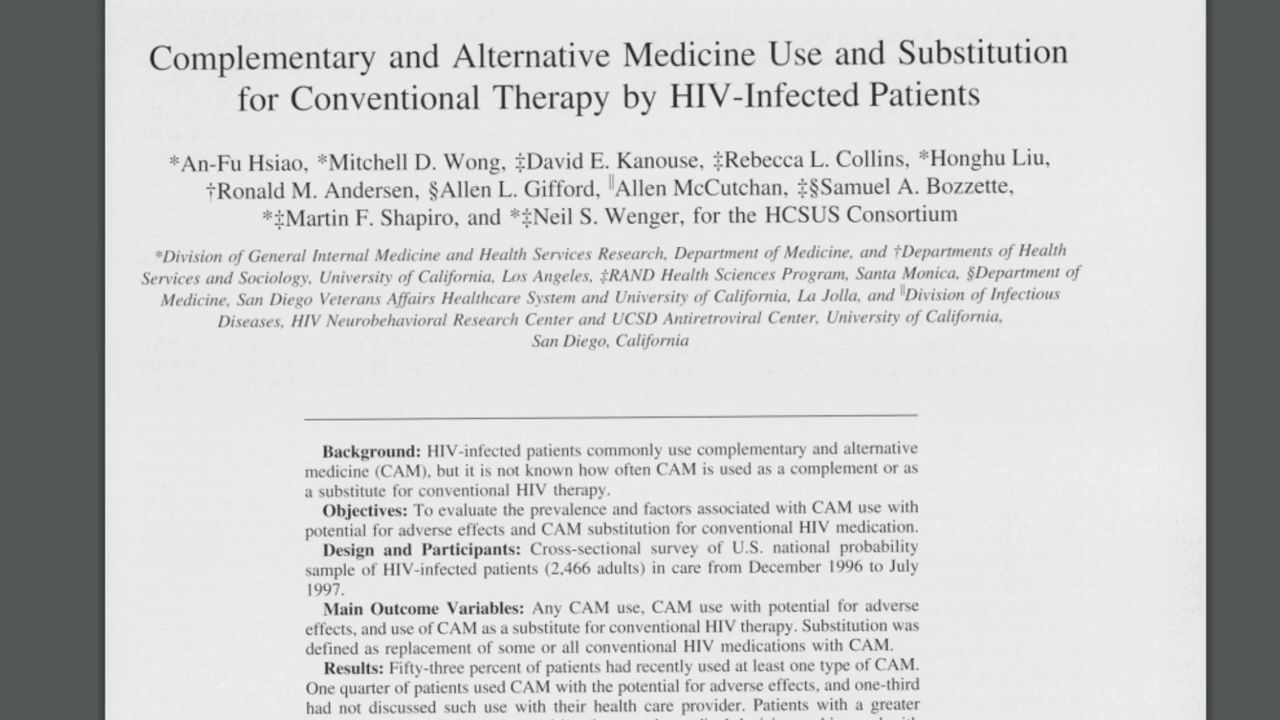 Complementary and Alternative Medicine Use and Substitution
for Conventional Therapy by HIV-Infected Patients
*An-Fu Hsiao, *Mitchell D. Wong, ‡David E. Kanouse, ‡Rebecca L. Collins, *Honghu Liu,
†Ronald M. Andersen, §Allen L. Gifford, ‖Allen McCutchan, ‡§Samuel A. Bozzette,
*‡Martin F. Shapiro, and *‡Neil S. Wenger, for the HCSUS Consortium
*Division of General Internal Medicine and Health Services Research, Department of Medicine, and †Departments of Health
Services and Sociology, University of California, Los Angeles, ‡RAND Health Sciences Program, Santa Monica, §Department of
Medicine, San Diego Veterans Affairs Healthcare System and University of California, La Jolla, and ‖Division of Infectious
Diseases, HIV Neurobehavioral Research Center and UCSD Antiretroviral Center, University of California,
San Diego, California
Background: HIV-infected patients commonly use complementary and alternative
medicine (CAM), but it is not known how often CAM is used as a complement or as
a substitute for conventional HIV therapy.
Objectives: To evaluate the prevalence and factors associated with CAM use with
potential for adverse effects and CAM substitution for conventional HIV medication.
Design and Participants: Cross-sectional survey of U.S. national probability
sample of HIV-infected patients (2,466 adults) in care from December 1996 to July
1997.
Main Outcome Variables: Any CAM use, CAM use with potential for adverse
effects, and use of CAM as a substitute for conventional HIV therapy. Substitution was
defined as replacement of some or all conventional HIV medications with CAM.
Results: Fifty-three percent of patients had recently used at least one type of CAM.
One quarter of patients used CAM with the potential for adverse effects, and one-third
had not discussed such use with their health care provider. Patients with a greater